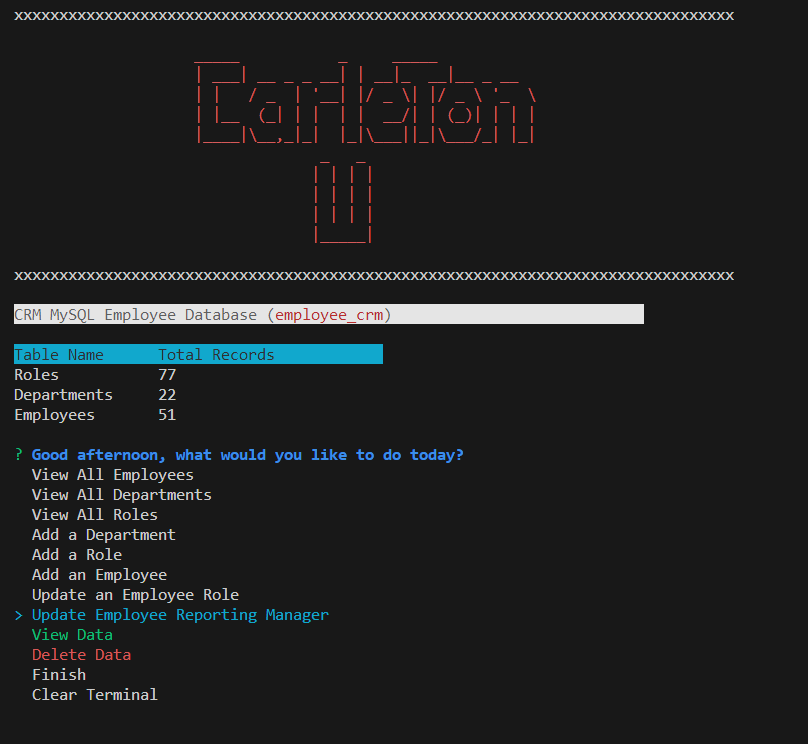 xxxxxxxxxxxxxxxxxxxxxxxxxxxxxxxxxxxxxxxxxxxxxxxxxxxxxxxxxxxxxxxxxxxxxxxxxxxxxxxx
Carleton
U
xxxxxxxxxxxxxxxxxxxxxxxxxxxxxxxxxxxxxxxxxxxxxxxxxxxxxxxxxxxxxxxxxxxxxxxxxxxxxxxx
CRM MySQL Employee Database (employee_crm)
Table Name Total Records
Roles 77
Departments 22
Employees 51
? Good afternoon, what would you like to do today?
View All Employees
View All Departments
View All Roles
Add a Department
Add a Role
Add an Employee
Update an Employee Role
> Update Employee Reporting Manager
View Data
Delete Data
Finish
Clear Terminal